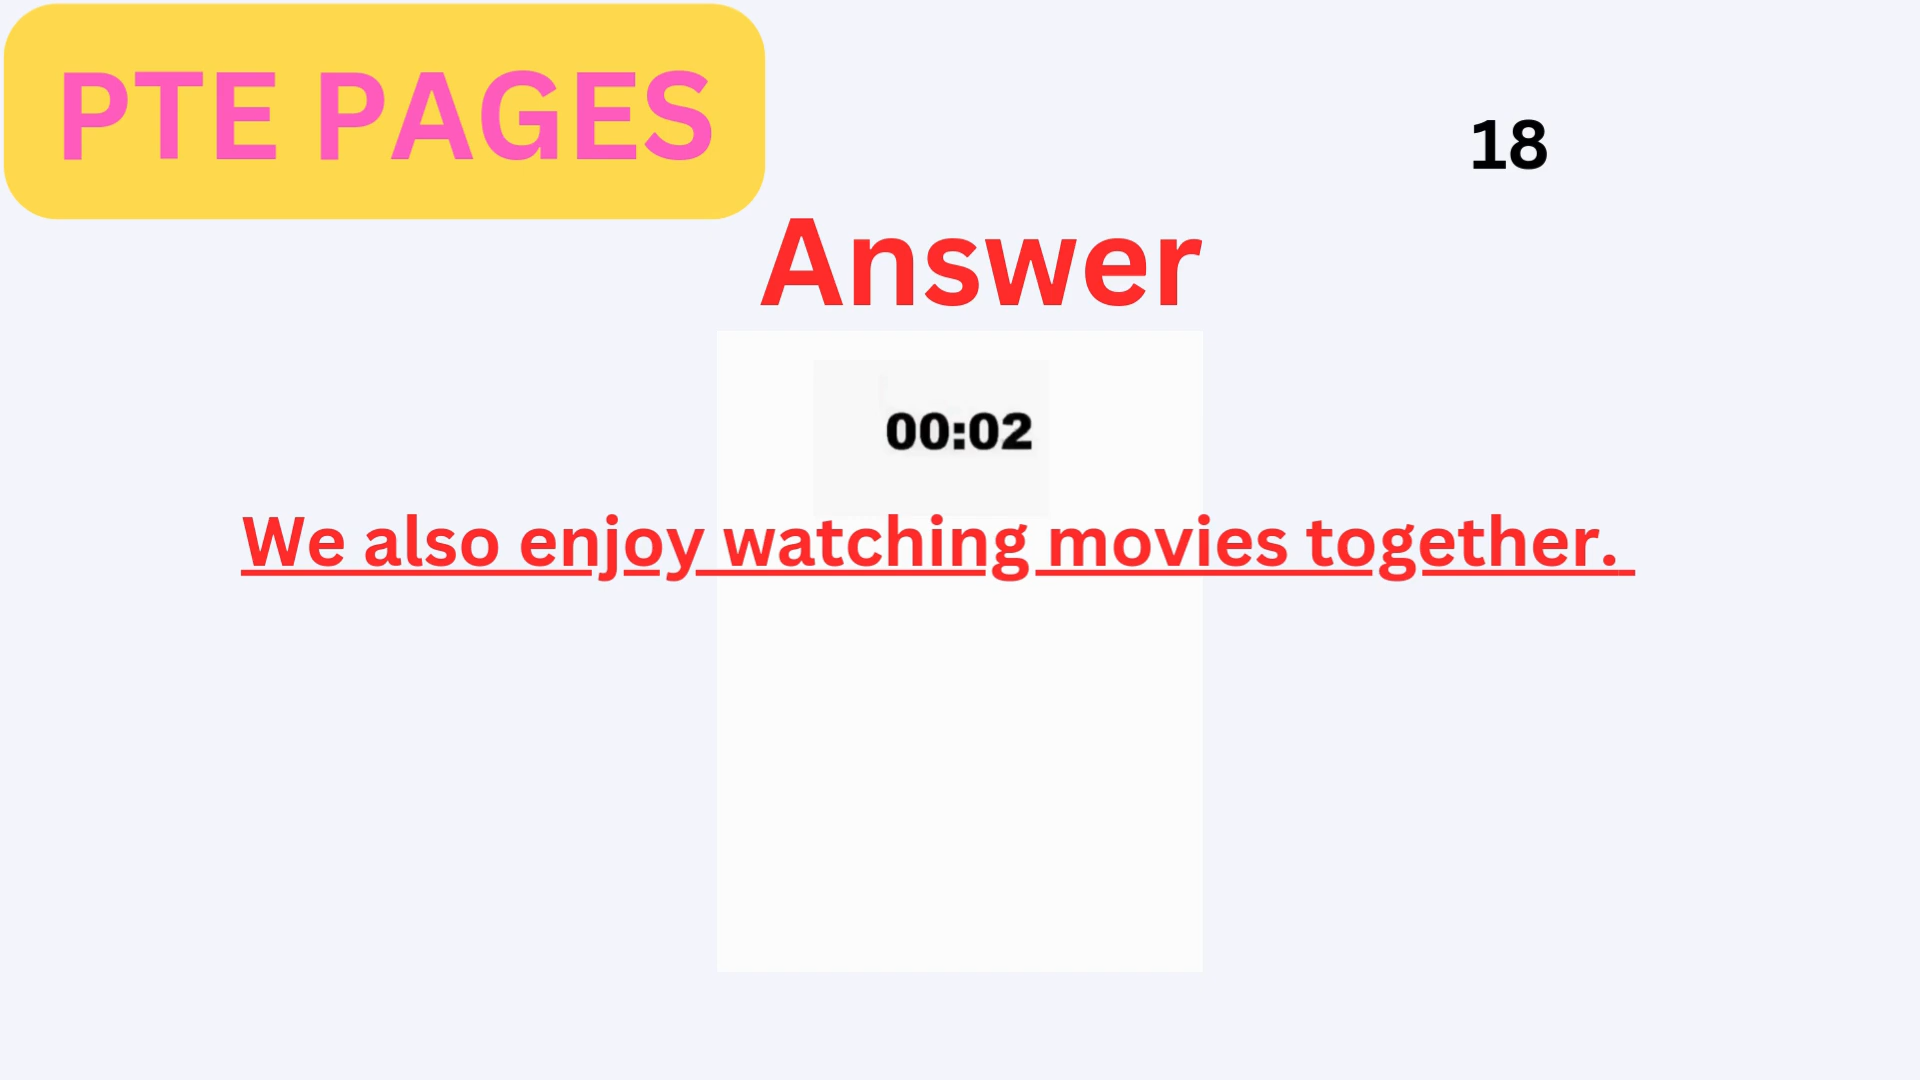 PTE PAGES
18
Answer
00:02
We also enjoy watching movies together.